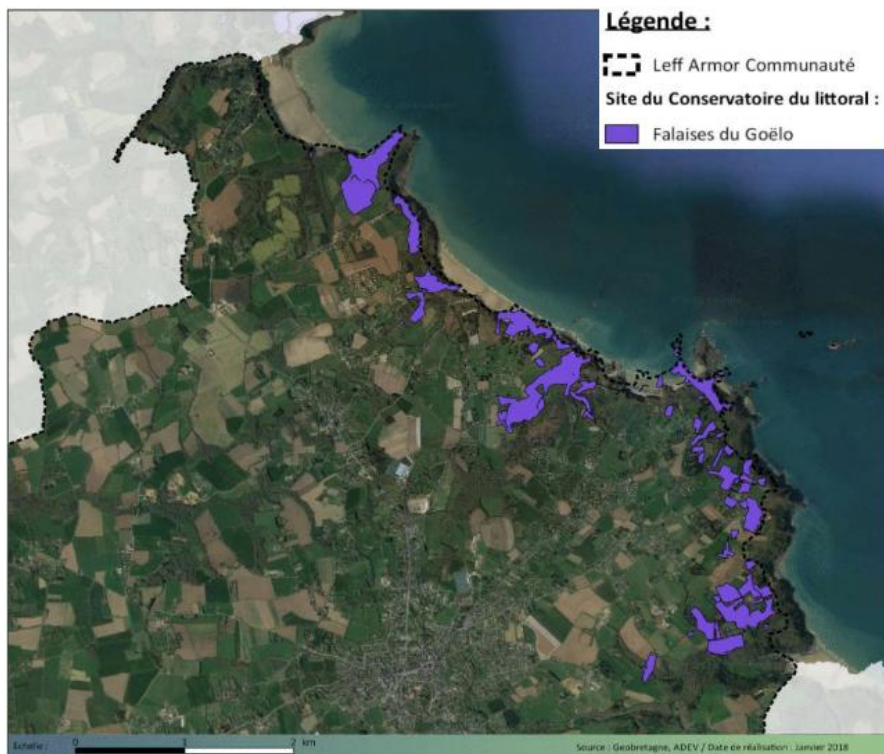 Légende :
Leff Armor Communauté
Site du Conservatoire du littoral :
Falaises du Goëlo
Echelle : 0 1 2 km
Source : Geobretagne, ADEV / Date de réalisation : Janvier 2018